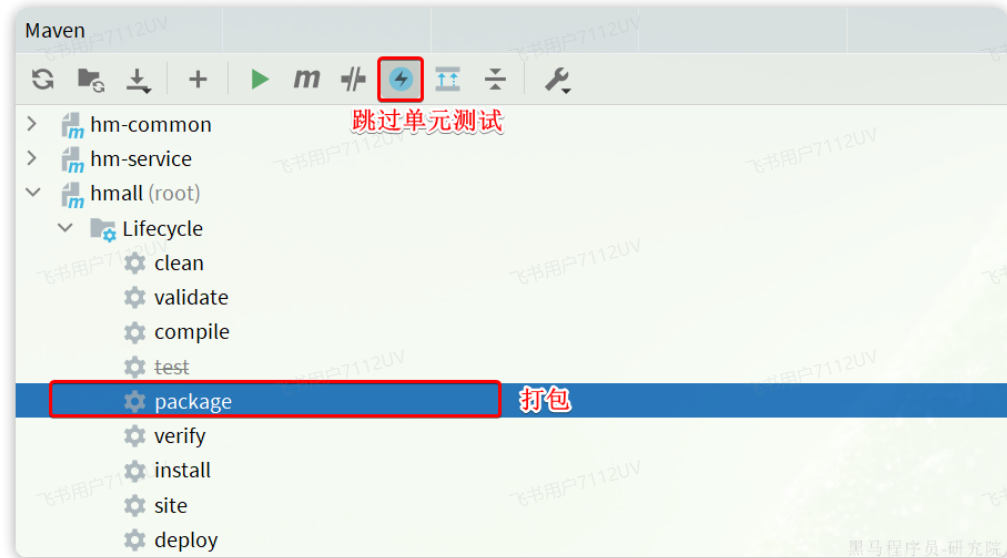 Maven
跳过单元测试
hm-common
hm-service
hmall (root)
Lifecycle
clean
validate
compile
test
package
打包
verify
install
site
deploy
飞书用户7112UV
黑马程序员-研究院